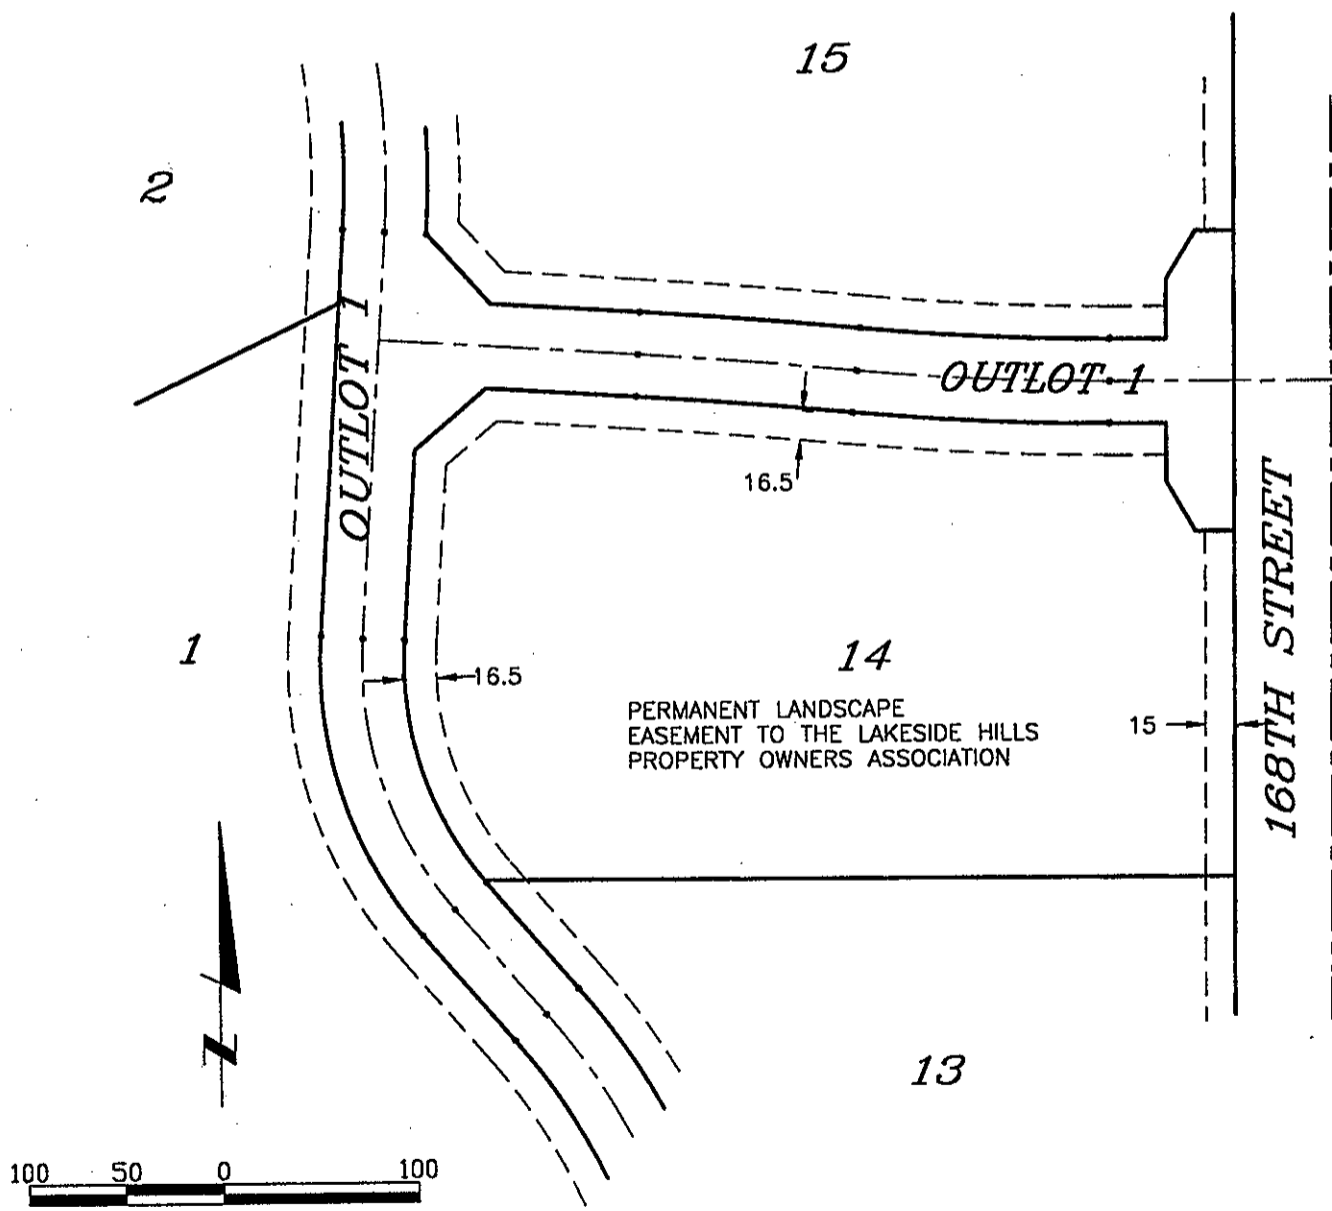 15
2
OUTLOT 1
OUTLOT 1
16.5
168TH STREET
1
14
16.5
PERMANENT LANDSCAPE
EASEMENT TO THE LAKESIDE HILLS
PROPERTY OWNERS ASSOCIATION
15
Z
13
100 50 0 100